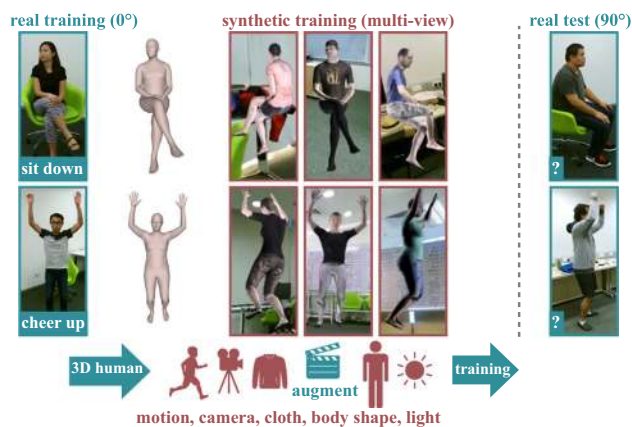 real training (0°)
synthetic training (multi-view)
real test (90°)
sit down
?
cheer up
?
3D human
augment
training
motion, camera, cloth, body shape, light